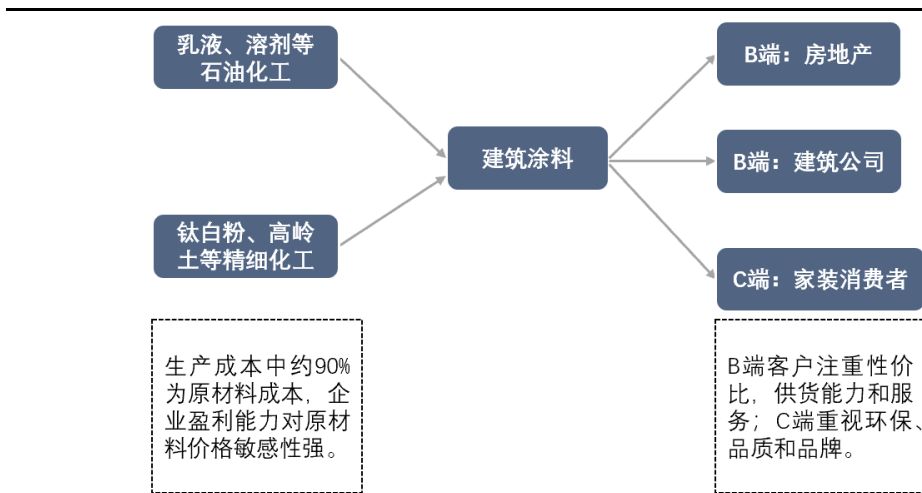 乳液、溶剂等
石油化工
钛白粉、高岭
土等精细化工
建筑涂料
B端：房地产
B端：建筑公司
C端：家装消费者
生产成本中约90%
为原材料成本，企
业盈利能力对原材
料价格敏感性强。
B端客户注重性价
比，供货能力和服
务；C端重视环保、
品质和品牌。